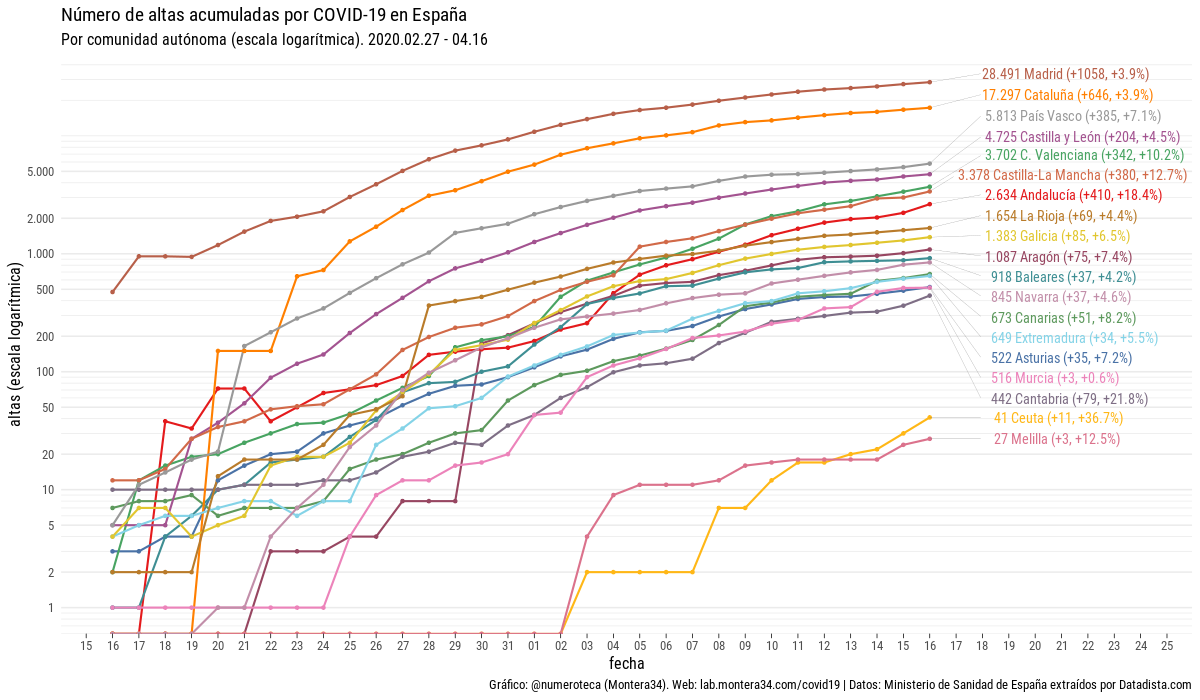 Número de altas acumuladas por COVID-19 en España
Por comunidad autónoma (escala logarítmica). 2020.02.27 - 04.16
altas (escala logarítmica)
5.000
2.000
1.000
500
200
100
50
20
10
5
2
1
28.491 Madrid (+1058, +3.9%)
17.297 Cataluña (+646, +3.9%)
5.813 País Vasco (+385, +7.1%)
4.725 Castilla y León (+204, +4.5%)
3.702 C. Valenciana (+342, +10.2%)
3.378 Castilla-La Mancha (+380, +12.7%)
2.634 Andalucía (+410, +18.4%)
1.654 La Rioja (+69, +4.4%)
1.383 Galicia (+85, +6.5%)
1.087 Aragón (+75, +7.4%)
918 Baleares (+37, +4.2%)
845 Navarra (+37, +4.6%)
673 Canarias (+51, +8.2%)
649 Extremadura (+34, +5.5%)
522 Asturias (+35, +7.2%)
516 Murcia (+3, +0.6%)
442 Cantabria (+79, +21.8%)
41 Ceuta (+11, +36.7%)
27 Melilla (+3, +12.5%)
15 16 17 18 19 20 21 22 23 24 25 26 27 28 29 30 31 01 02 03 04 05 06 07 08 09 10 11 12 13 14 15 16 17 18 19 20 21 22 23 24 25
fecha
Gráfico: @numeroteca (Montera34). Web: lab.montera34.com/covid19 | Datos: Ministerio de Sanidad de España extraídos por Datadista.com